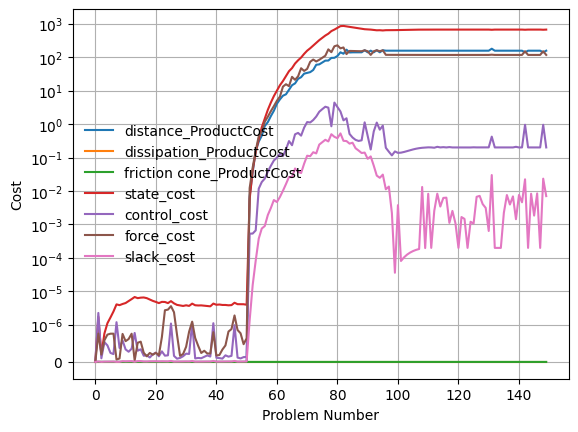 10³
10²
10¹
10⁰
10⁻¹
10⁻²
10⁻³
10⁻⁴
10⁻⁵
10⁻⁶
0
Cost
distance_ProductCost
dissipation_ProductCost
friction cone_ProductCost
state_cost
control_cost
force_cost
slack_cost
0 20 40 60 80 100 120 140
Problem Number